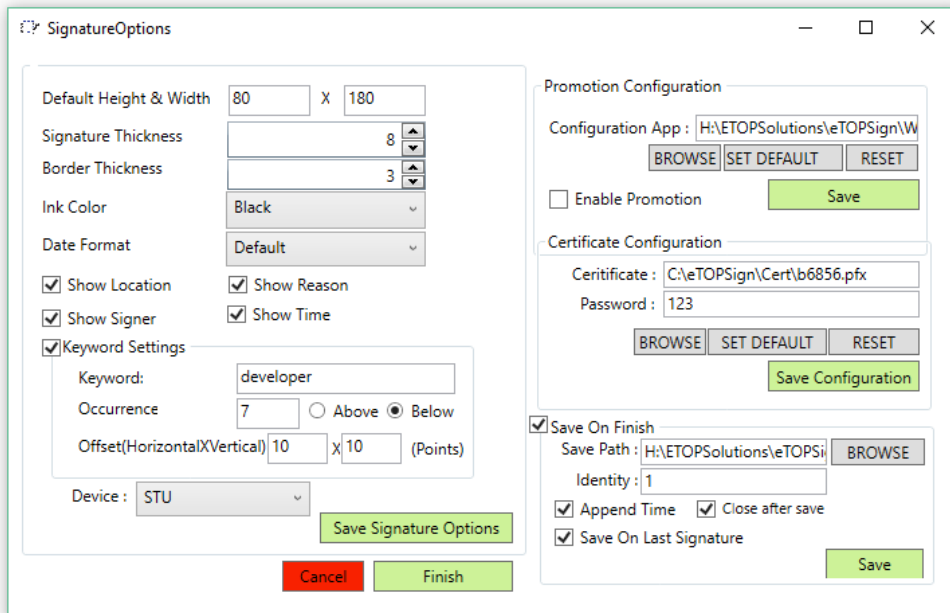 SignatureOptions
Default Height & Width 80 X 180
Signature Thickness 8
Border Thickness 3
Ink Color Black
Date Format Default
Show Location Show Reason
Show Signer Show Time
Keyword Settings
Keyword: developer
Occurrence 7 Above Below
Offset(HorizontalXVertical) 10 X 10 (Points)
Device : STU
Save Signature Options
Cancel Finish
Promotion Configuration
Configuration App : H:\ETOPSolutions\eTOPSign\W
BROWSE SET DEFAULT RESET
Enable Promotion Save
Certificate Configuration
Ceritificate : C:\eTOPSign\Cert\b6856.pfx
Password : 123
BROWSE SET DEFAULT RESET
Save Configuration
Save On Finish
Save Path : H:\ETOPSolutions\eTOPSi BROWSE
Identity : 1
Append Time Close after save
Save On Last Signature
Save